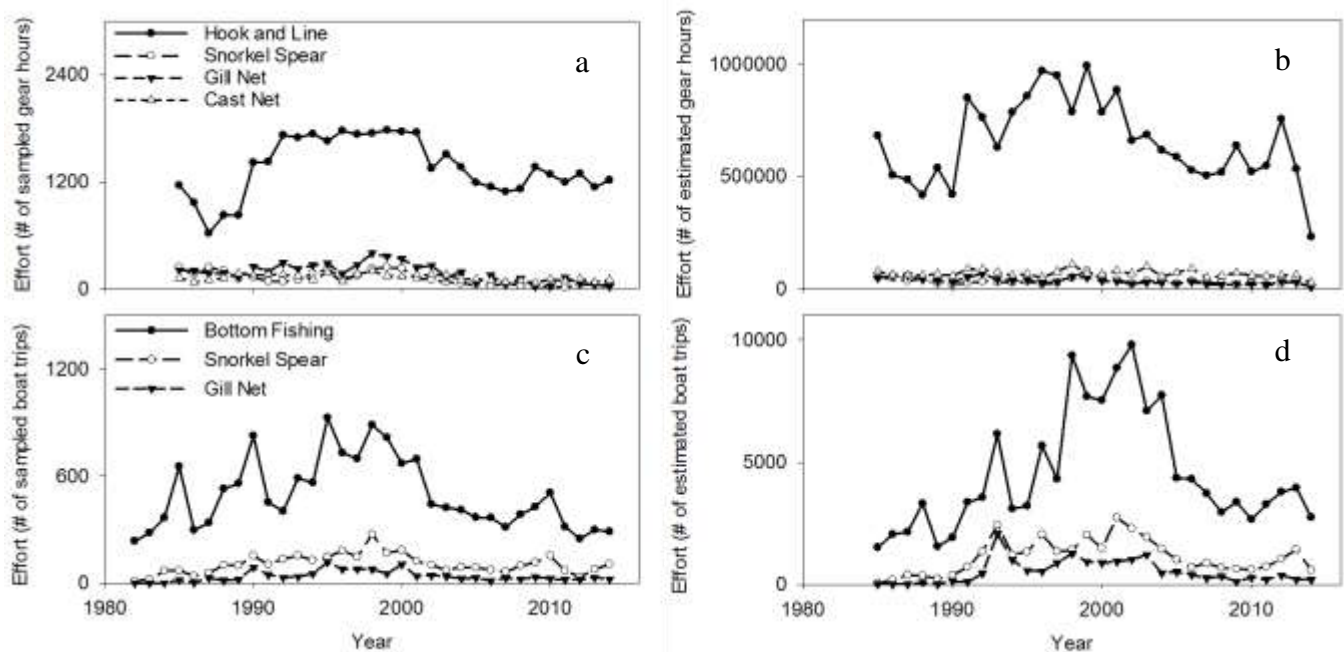 Effort (# of sampled gear hours)
2400
1200
0
Hook and Line
Snorkel Spear
Gill Net
Cast Net
a
Effort (# of estimated gear hours)
1000000
500000
0
b
Effort (# of sampled boat trips)
1200
600
0
Bottom Fishing
Snorkel Spear
Gill Net
c
1980
1990
2000
2010
Year
Effort (# of estimated boat trips)
10000
5000
0
d
1980
1990
2000
2010
Year